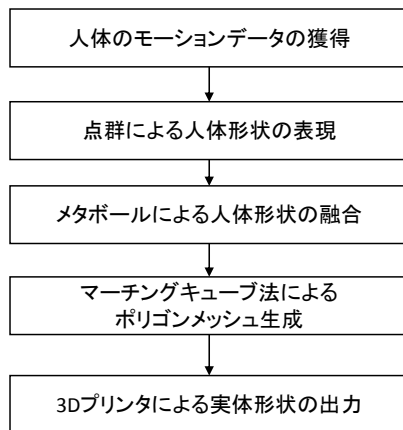 人体のモーションデータの獲得
点群による人体形状の表現
メタボールによる人体形状の融合
マーチングキューブ法による
ポリゴンメッシュ生成
3Dプリンタによる実体形状の出力